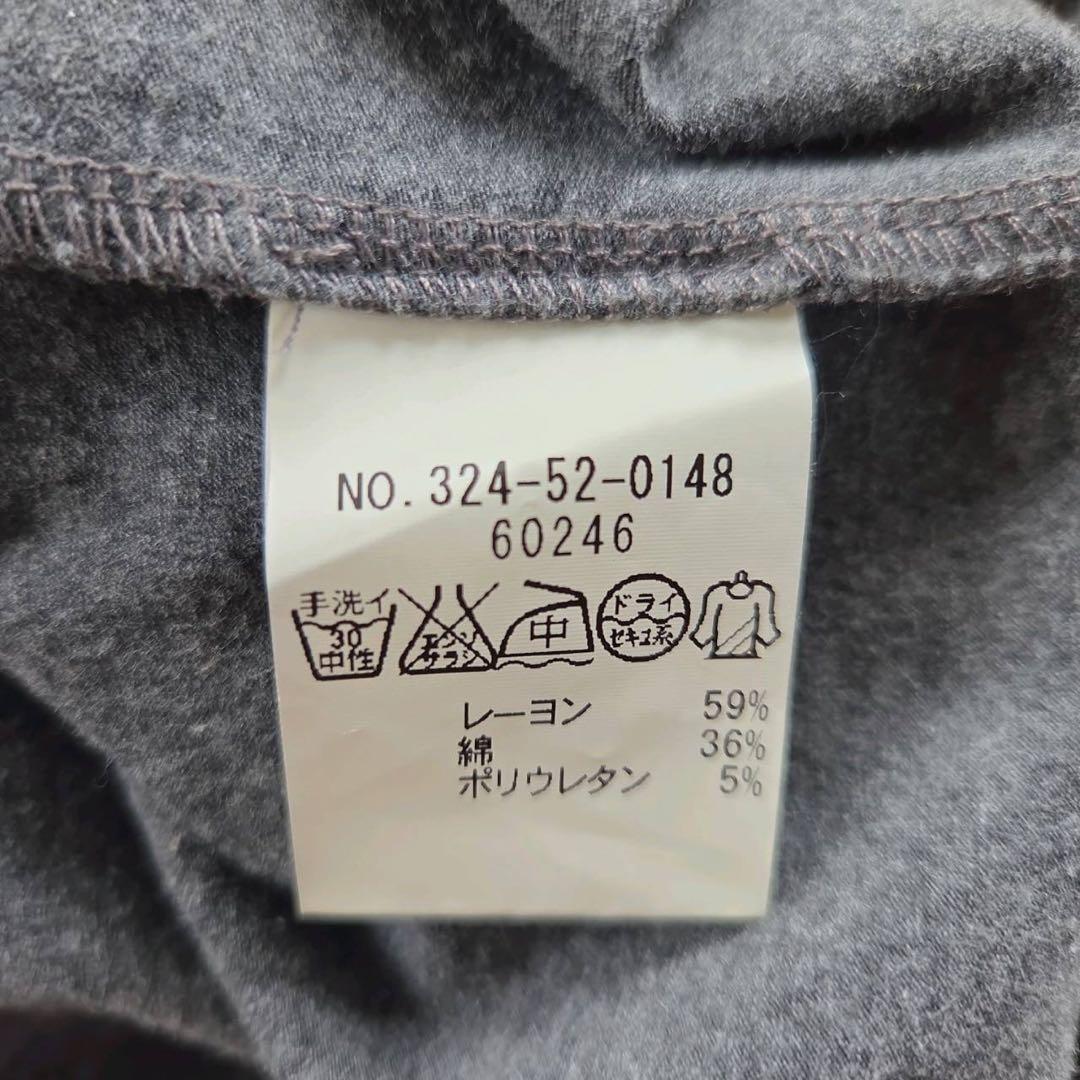 NO. 324-52-0148
60246
手洗イ
30
中性
エンソ
サラシ
中
ドライ
セキユ系
レーヨン 59%
綿 36%
ポリウレタン 5%